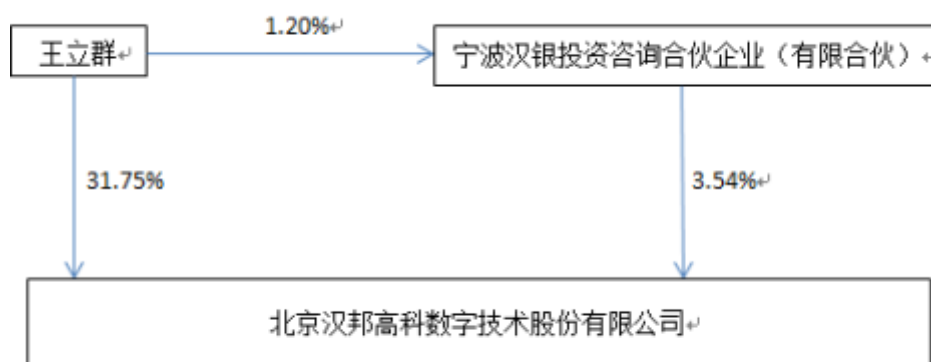 1.20%
王立群
宁波汉银投资咨询合伙企业（有限合伙）
31.75%
3.54%
北京汉邦高科数字技术股份有限公司